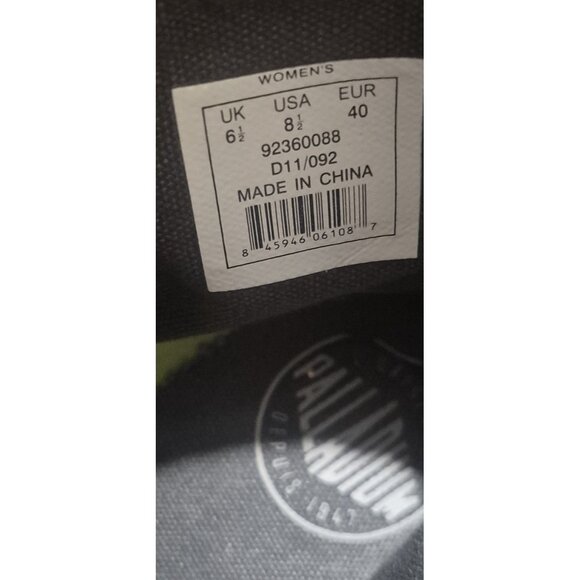 WOMEN'S
UK USA EUR
6½ 8½ 40
92360088
D11/092
MADE IN CHINA
8 45946 06108 7
PALLADIUM
DEPUIS 1947